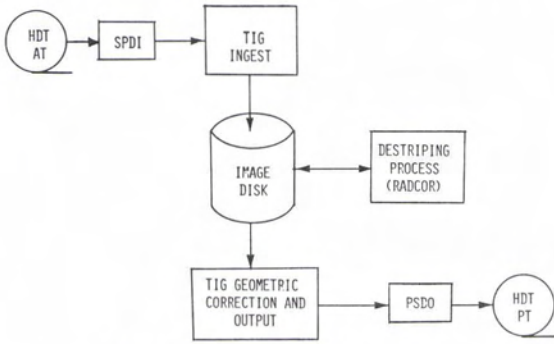 HDT
AT
SPDI
TIG
INGEST
IMAGE
DISK
DESTRIPING
PROCESS
(RADCOR)
TIG GEOMETRIC
CORRECTION AND
OUTPUT
PSDO
HDT
PT